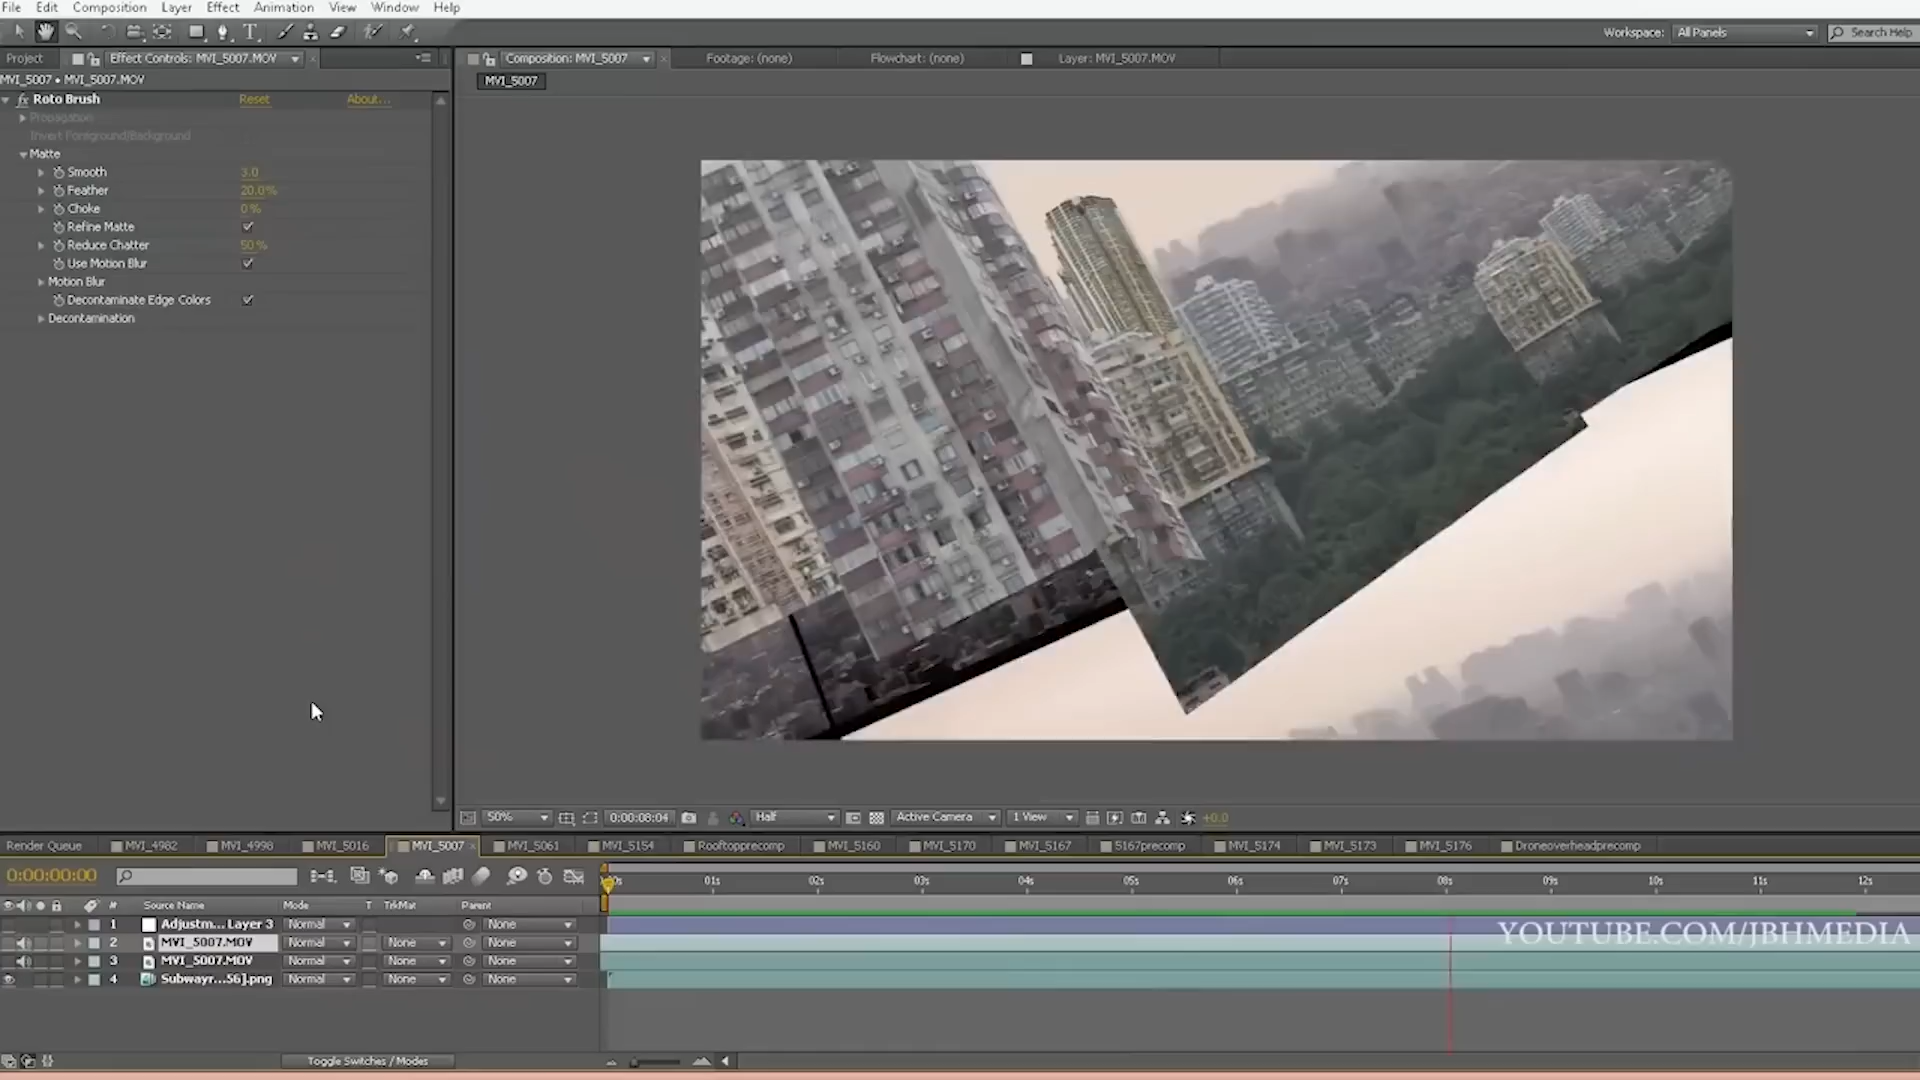 File Edit Composition Layer Effect Animation View Window Help
Workspace: All Panels Search Help
Project Effect Controls: MVI_5007.MOV Composition: MVI_5007 Footage: (none) Flowchart: (none) Layer: MVI_5007.MOV
MVI_5007 • MVI_5007.MOV
MVI_5007
fx Roto Brush Reset About...
Propagation
Invert Foreground/Background
Matte
Smooth 3.0
Feather 20.0%
Choke 0%
Refine Matte
Reduce Chatter 50%
Use Motion Blur
Motion Blur
Decontaminate Edge Colors
Decontamination
50% 0:00:08:04 Half Active Camera 1 View +0.0
Render Queue MVI_4982 MVI_4998 MVI_5016 MVI_5007 MVI_5061 MVI_5154 Rooftopprecomp MVI_5160 MVI_5170 MVI_5167 5167precomp MVI_5174 MVI_5173 MVI_5176 Droneoverheadprecomp
0:00:00:00 01s 02s 03s 04s 05s 06s 07s 08s 09s 10s 11s 12s
# Source Name Mode T TrkMat Parent
1 Adjustm... Layer 3 Normal None
2 MVI_5007.MOV Normal None None
3 MVI_5007.MOV Normal None None
4 Subwayr...56].png Normal None None
YOUTUBE.COM/JBHMEDIA
Toggle Switches / Modes